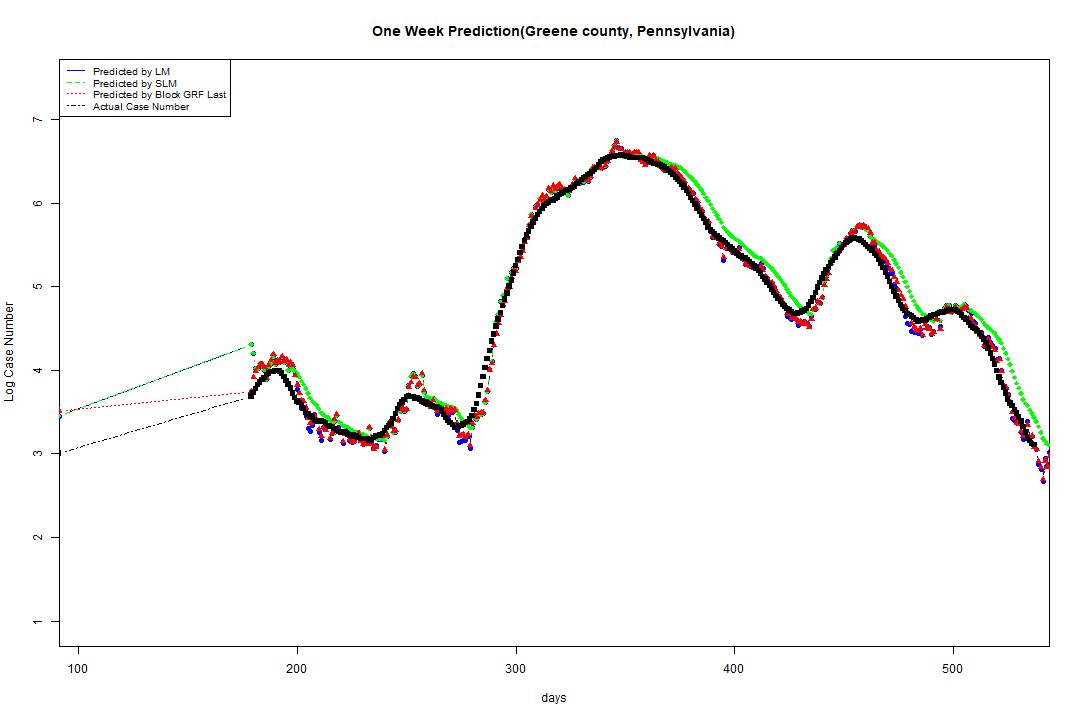 One Week Prediction(Greene county, Pennsylvania)
Predicted by LM
Predicted by SLM
Predicted by Block GRF Last
Actual Case Number
Log Case Number
7
6
5
4
3
2
1
100 200 300 400 500
days